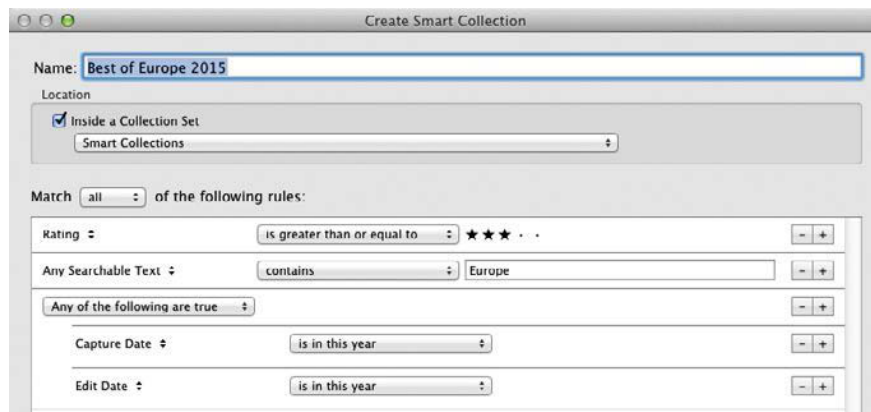 Create Smart Collection
Name: Best of Europe 2015
Location
Inside a Collection Set
Smart Collections
Match all of the following rules:
Rating is greater than or equal to ★ ★ ★ · ·
Any Searchable Text contains Europe
Any of the following are true
Capture Date is in this year
Edit Date is in this year